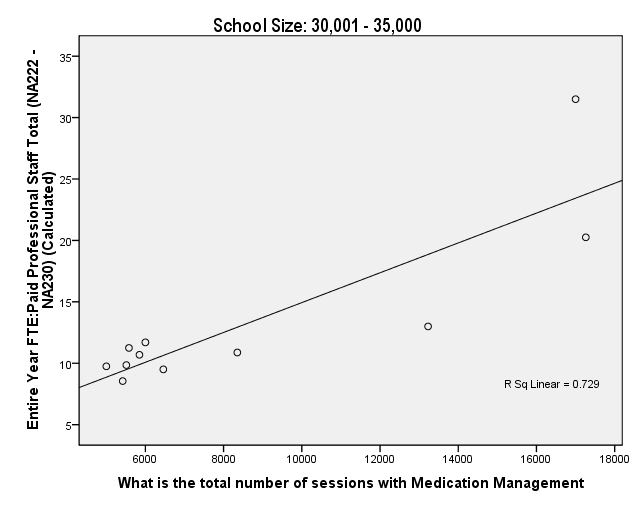 School Size: 30,001 - 35,000
Entire Year FTE:Paid Professional Staff Total (NA222 -
NA230) (Calculated)
35
30
25
20
15
10
5
R Sq Linear = 0.729
6000 8000 10000 12000 14000 16000 18000
What is the total number of sessions with Medication Management